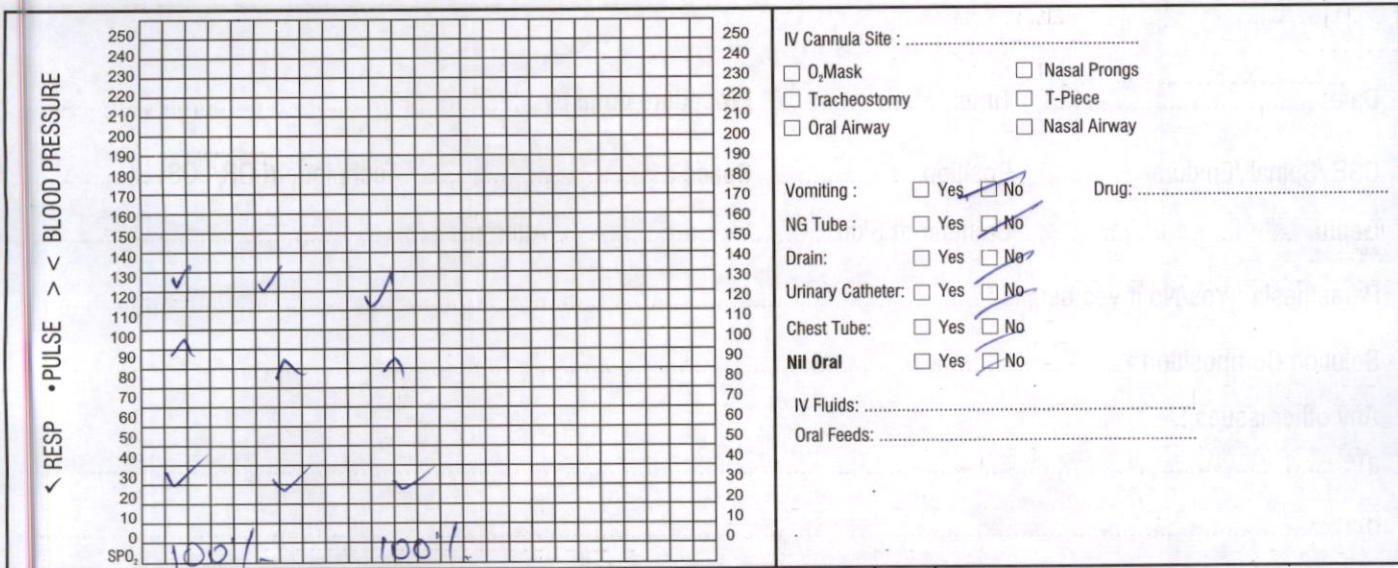 ✓ RESP • PULSE > < BLOOD PRESSURE
250 250
240 240
230 230
220 220
210 210
200 200
190 190
180 180
170 170
160 160
150 150
140 140
130 130
120 120
110 110
100 100
90 90
80 80
70 70
60 60
50 50
40 40
30 30
20 20
10 10
0 0
SPO₂ 100% 100%
IV Cannula Site :
☐ O₂Mask ☐ Nasal Prongs
☐ Tracheostomy ☐ T-Piece
☐ Oral Airway ☐ Nasal Airway
Vomiting : ☐ Yes ☐ No Drug:
NG Tube : ☐ Yes ☐ No
Drain: ☐ Yes ☐ No
Urinary Catheter: ☐ Yes ☐ No
Chest Tube: ☐ Yes ☐ No
Nil Oral ☐ Yes ☐ No
IV Fluids:
Oral Feeds: